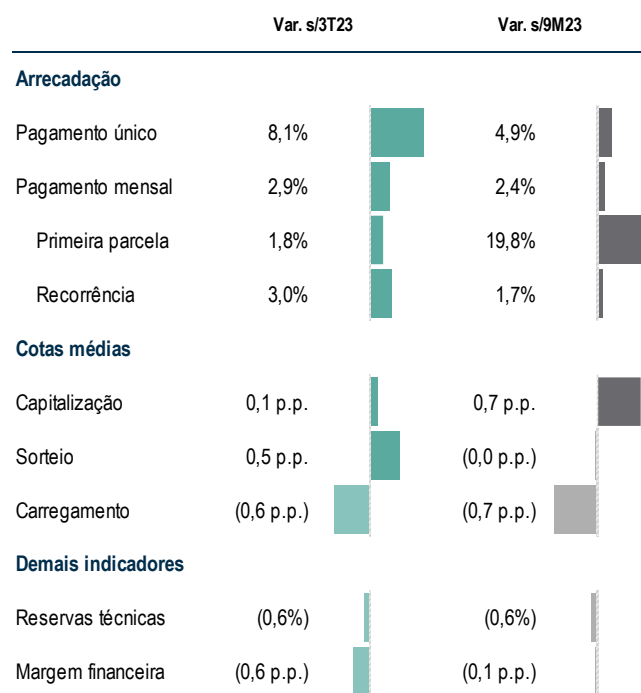 Var. s/3T23 Var. s/9M23
Arrecadação
Pagamento único 8,1% 4,9%
Pagamento mensal 2,9% 2,4%
Primeira parcela 1,8% 19,8%
Recorrência 3,0% 1,7%
Cotas médias
Capitalização 0,1 p.p. 0,7 p.p.
Sorteio 0,5 p.p. (0,0 p.p.)
Carregamento (0,6 p.p.) (0,7 p.p.)
Demais indicadores
Reservas técnicas (0,6%) (0,6%)
Margem financeira (0,6 p.p.) (0,1 p.p.)